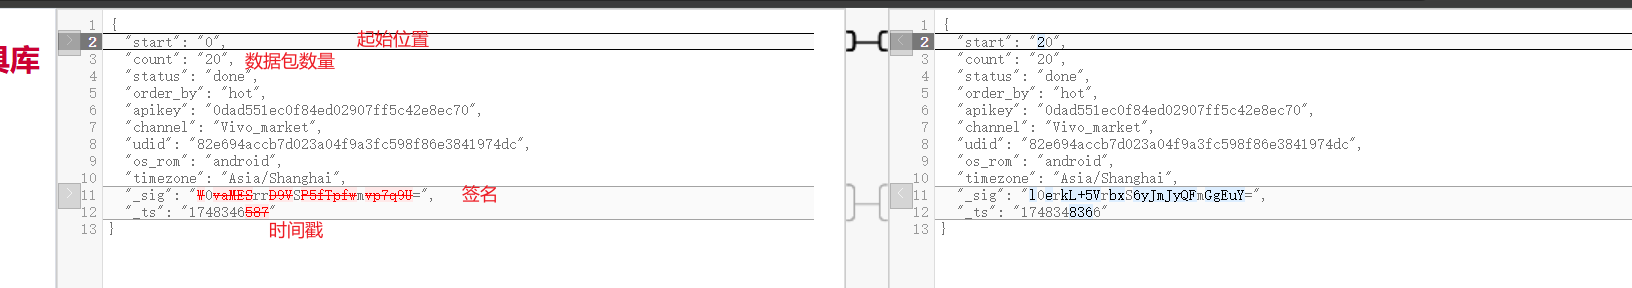 具库
1 {
2 "start": "0", 起始位置
3 "count": "20", 数据包数量
4 "status": "done",
5 "order_by": "hot",
6 "apikey": "0dad551ec0f84ed02907ff5c42e8ec70",
7 "channel": "Vivo_market",
8 "udid": "82e694accb7d023a04f9a3fc598f86e3841974dc",
9 "os_rom": "android",
10 "timezone": "Asia/Shanghai",
11 "_sig": "W0vaMESrrD9VSP5fTpfwmvp7q9U=", 签名
12 "_ts": "1748346587"
时间戳
13 }
1 {
2 "start": "20",
3 "count": "20",
4 "status": "done",
5 "order_by": "hot",
6 "apikey": "0dad551ec0f84ed02907ff5c42e8ec70",
7 "channel": "Vivo_market",
8 "udid": "82e694accb7d023a04f9a3fc598f86e3841974dc",
9 "os_rom": "android",
10 "timezone": "Asia/Shanghai",
11 "_sig": "l0erkL+5VrbxS6yJmJyQFmGgEuY=",
12 "_ts": "1748348366"
13 }